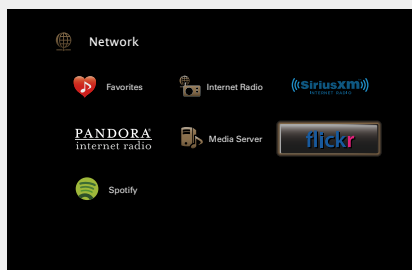 Network
Favorites
Internet Radio
((SiriusXM))
INTERNET RADIO
PANDORA®
internet radio
Media Server
flickr
Spotify